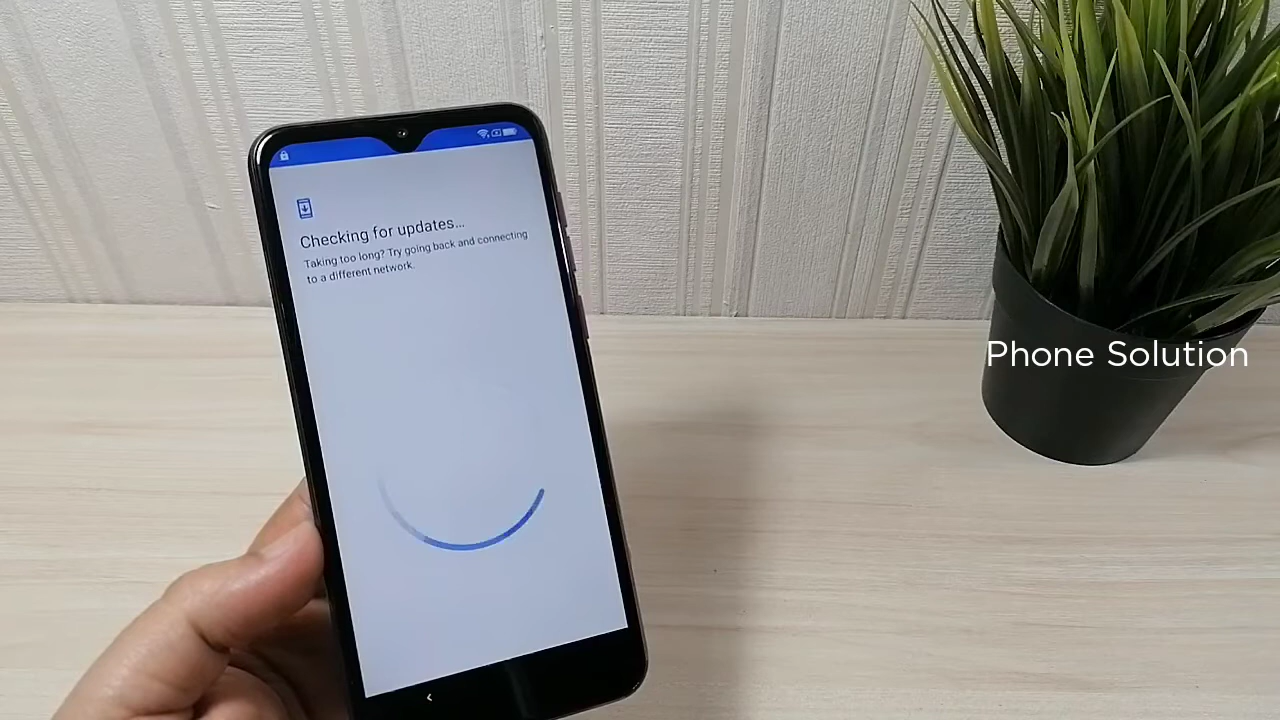 Checking for updates...
Taking too long? Try going back and connecting
to a different network.
Phone Solution